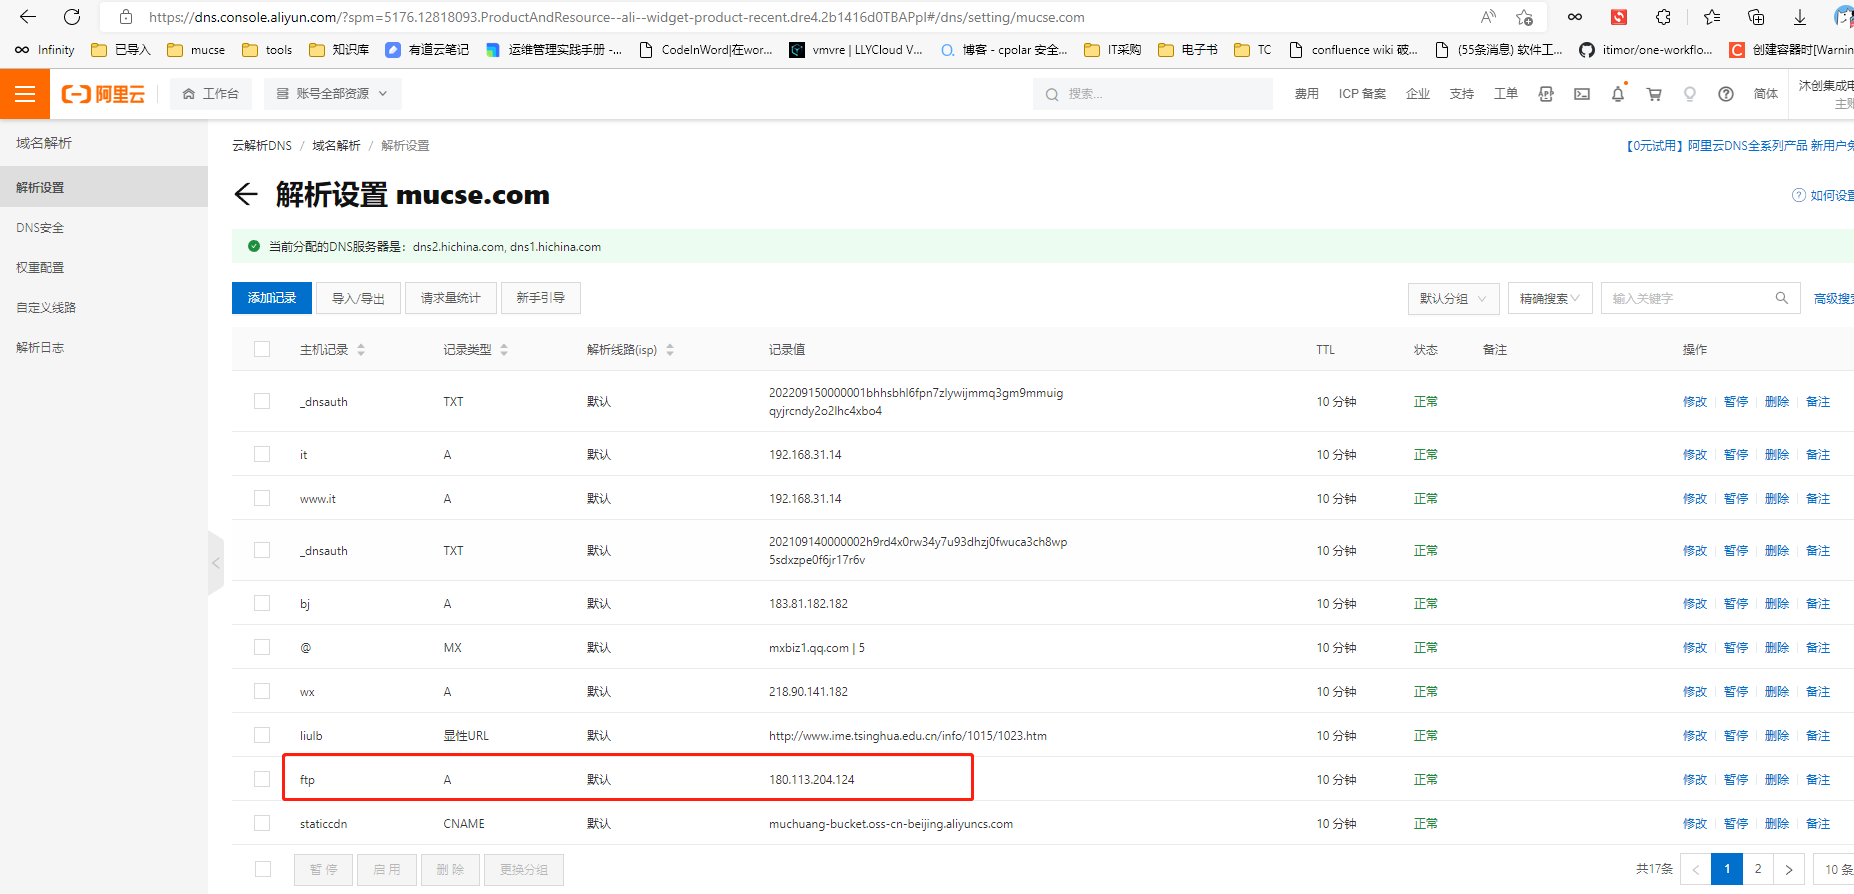 https://dns.console.aliyun.com/?spm=5176.12818093.ProductAndResource--ali--widget-product-recent.dre4.2b1416d0TBAPpI#/dns/setting/mucse.com
Infinity 已导入 mucse tools 知识库 有道云笔记 运维管理实践手册 -... CodeInWord|在wor... vmvre | LLYCloud V... 博客 - cpolar 安全... IT采购 电子书 TC confluence wiki 破... (55条消息) 软件工... itimor/one-workflo... 创建容器时[Warnin
阿里云 工作台 账号全部资源 搜索... 费用 ICP 备案 企业 支持 工单 简体 沐创集成电
主账
域名解析
解析设置
DNS安全
权重配置
自定义线路
解析日志
云解析DNS / 域名解析 / 解析设置
【0元试用】阿里云DNS全系列产品 新用户免
解析设置 mucse.com
如何设置
当前分配的DNS服务器是： dns2.hichina.com, dns1.hichina.com
添加记录 导入/导出 请求量统计 新手引导 默认分组 精确搜索 输入关键字 高级搜索
主机记录 记录类型 解析线路(isp) 记录值 TTL 状态 备注 操作
_dnsauth TXT 默认 202209150000001bhhsbhl6fpn7zlywijmmq3gm9mmuig
qyjrcndy2o2lhc4xbo4 10 分钟 正常 修改 暂停 删除 备注
it A 默认 192.168.31.14 10 分钟 正常 修改 暂停 删除 备注
www.it A 默认 192.168.31.14 10 分钟 正常 修改 暂停 删除 备注
_dnsauth TXT 默认 202109140000002h9rd4x0rw34y7u93dhzj0fwuca3ch8wp
5sdxzpe0f6jr17r6v 10 分钟 正常 修改 暂停 删除 备注
bj A 默认 183.81.182.182 10 分钟 正常 修改 暂停 删除 备注
@ MX 默认 mxbiz1.qq.com | 5 10 分钟 正常 修改 暂停 删除 备注
wx A 默认 218.90.141.182 10 分钟 正常 修改 暂停 删除 备注
liulb 显性URL 默认 http://www.ime.tsinghua.edu.cn/info/1015/1023.htm 10 分钟 正常 修改 暂停 删除 备注
ftp A 默认 180.113.204.124 10 分钟 正常 修改 暂停 删除 备注
staticcdn CNAME 默认 muchuang-bucket.oss-cn-beijing.aliyuncs.com 10 分钟 正常 修改 暂停 删除 备注
暂 停 启 用 删 除 更换分组 共17条 < 1 2 > 10 条